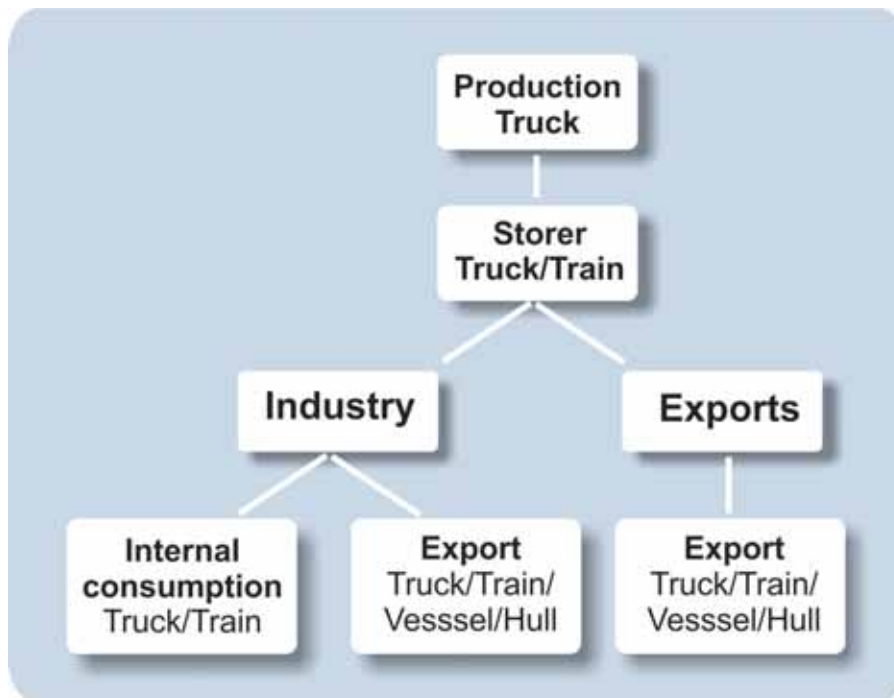 Production
Truck
Storer
Truck/Train
Industry
Exports
Internal
consumption
Truck/Train
Export
Truck/Train/
Vesssel/Hull
Export
Truck/Train/
Vesssel/Hull